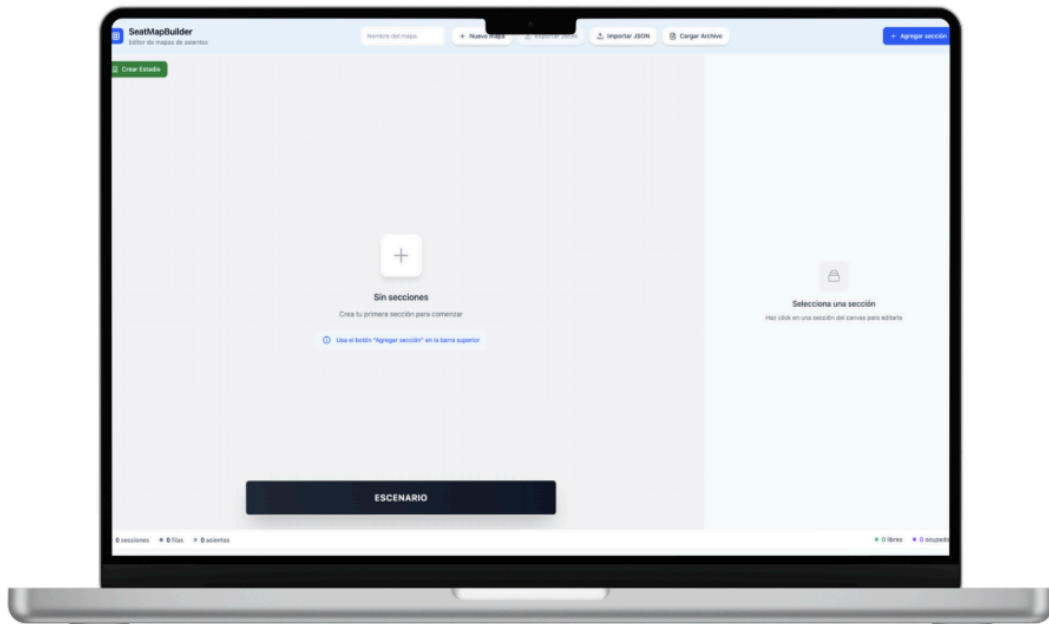 SeatMapBuilder
Editor de mapas de asientos
Nombre del mapa
+ Nuevo mapa
Exportar JSON
Importar JSON
Cargar Archivo
+ Agregar sección
Crear Estadio
Sin secciones
Crea tu primera sección para comenzar
Usa el botón "Agregar sección" en la barra superior
Selecciona una sección
Haz click en una sección del canvas para editarla
ESCENARIO
0 secciones
0 filas
0 asientos
0 libres
0 ocupado